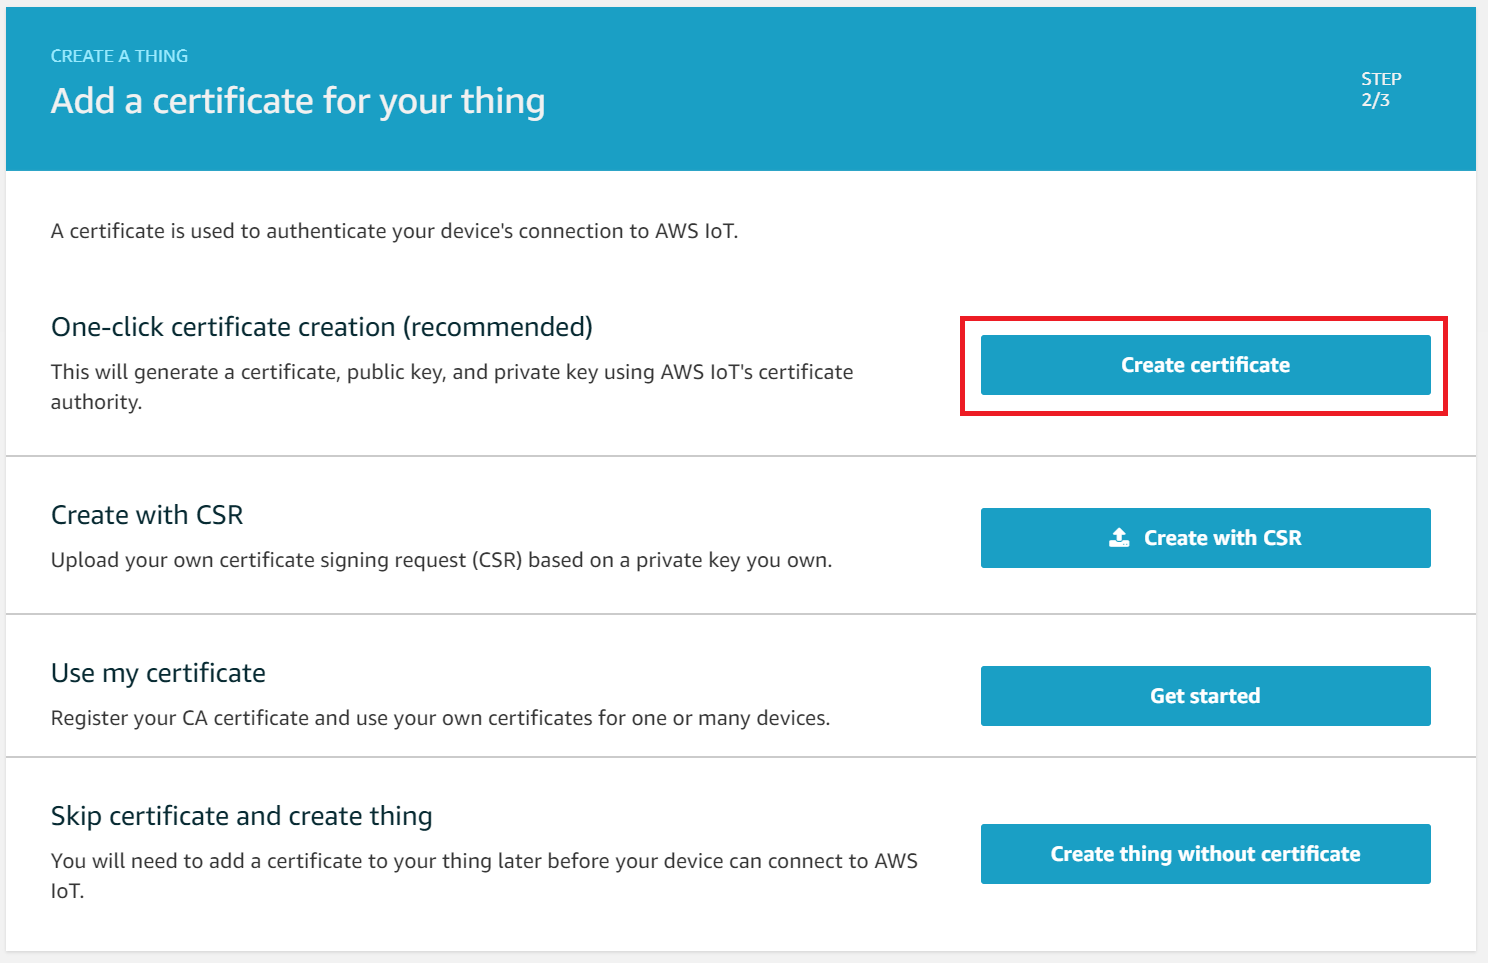 CREATE A THING
Add a certificate for your thing
STEP
2/3
A certificate is used to authenticate your device's connection to AWS IoT.
One-click certificate creation (recommended)
This will generate a certificate, public key, and private key using AWS IoT's certificate
authority.
Create certificate
Create with CSR
Upload your own certificate signing request (CSR) based on a private key you own.
Create with CSR
Use my certificate
Register your CA certificate and use your own certificates for one or many devices.
Get started
Skip certificate and create thing
You will need to add a certificate to your thing later before your device can connect to AWS
IoT.
Create thing without certificate